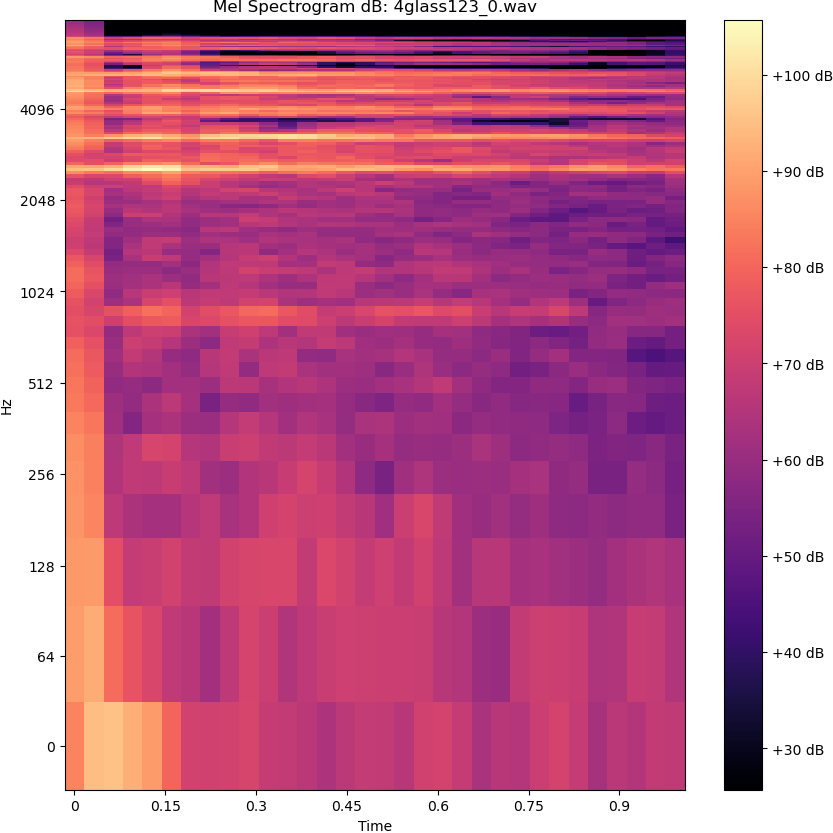 Mel Spectrogram dB: 4glass123_0.wav
+100 dB
4096
+90 dB
2048
+80 dB
1024
+70 dB
512
Hz
+60 dB
256
+50 dB
128
64
+40 dB
0
+30 dB
0
0.15
0.3
0.45
0.6
0.75
0.9
Time